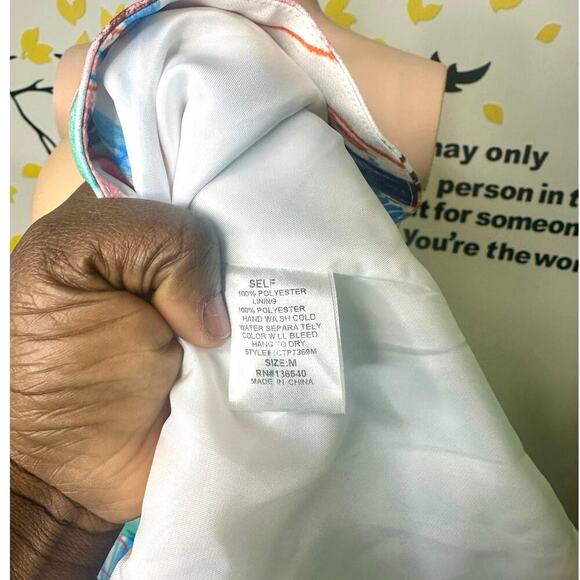 may only
person in t
t for someon
You're the wor
SELF
100% POLYESTER
LINING
100% POLYESTER
HAND WASH COLD
WATER SEPARATELY
COLOR WILL BLEED
HANG TO DRY
STYLE#:CTP7369M
SIZE:M
RN#136640
MADE IN CHINA